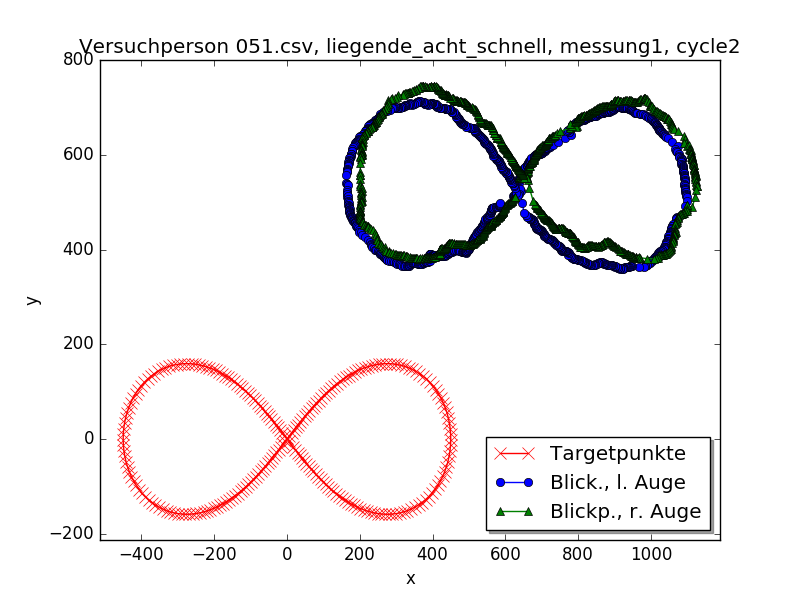 Versuchperson 051.csv, liegende_acht_schnell, messung1, cycle2
800
600
400
200
0
−200
y
−400
−200
0
200
400
600
800
1000
x
Targetpunkte
Blick., l. Auge
Blickp., r. Auge